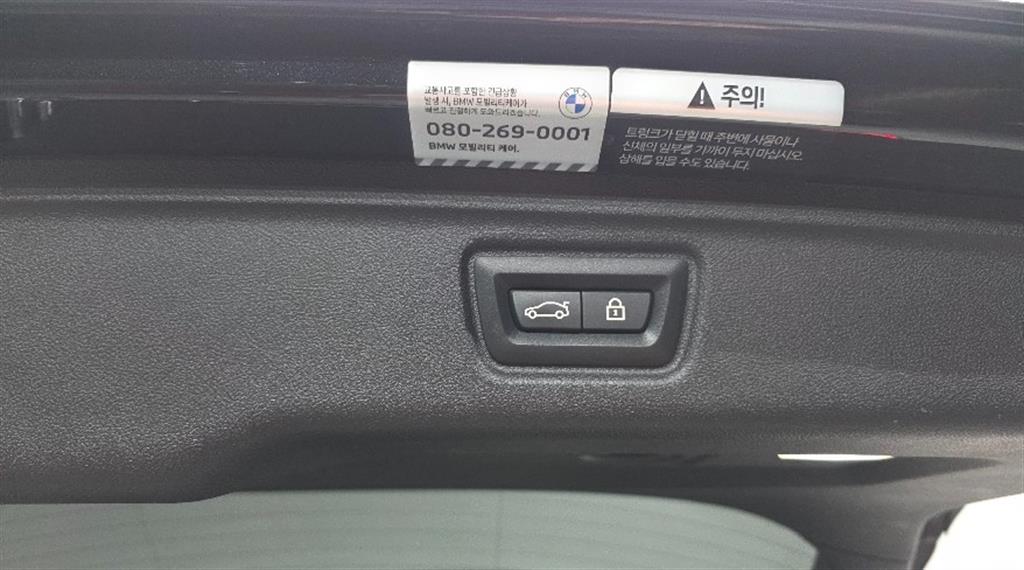 교통사고를 포함한 긴급상황
발생 시, BMW 모빌리티케어가
빠르고 친절하게 도와드리겠습니다.
080-269-0001
BMW 모빌리티 케어.
BMW
주의!
트렁크가 닫힐 때 주변에 사물이나
신체의 일부를 가까이 두지 마십시오.
상해를 입을 수도 있습니다.